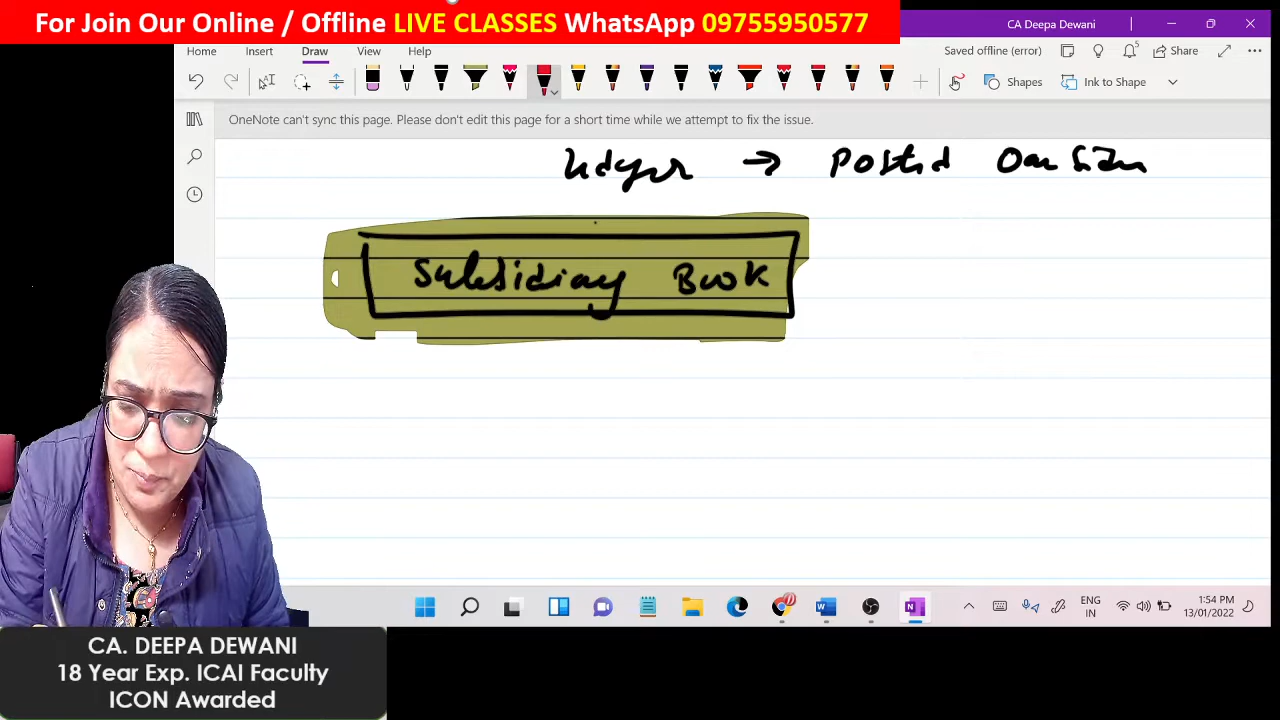 For Join Our Online / Offline LIVE CLASSES WhatsApp 09755950577
CA Deepa Dewani
Home Insert Draw View Help
Saved offline (error) 5 Share
Shapes Ink to Shape
OneNote can't sync this page. Please don't edit this page for a short time while we attempt to fix the issue.
Ledger → Posted
Subsidiary Book
ENG
IN
1:54 PM
13/01/2022
CA. DEEPA DEWANI
18 Year Exp. ICAI Faculty
ICON Awarded